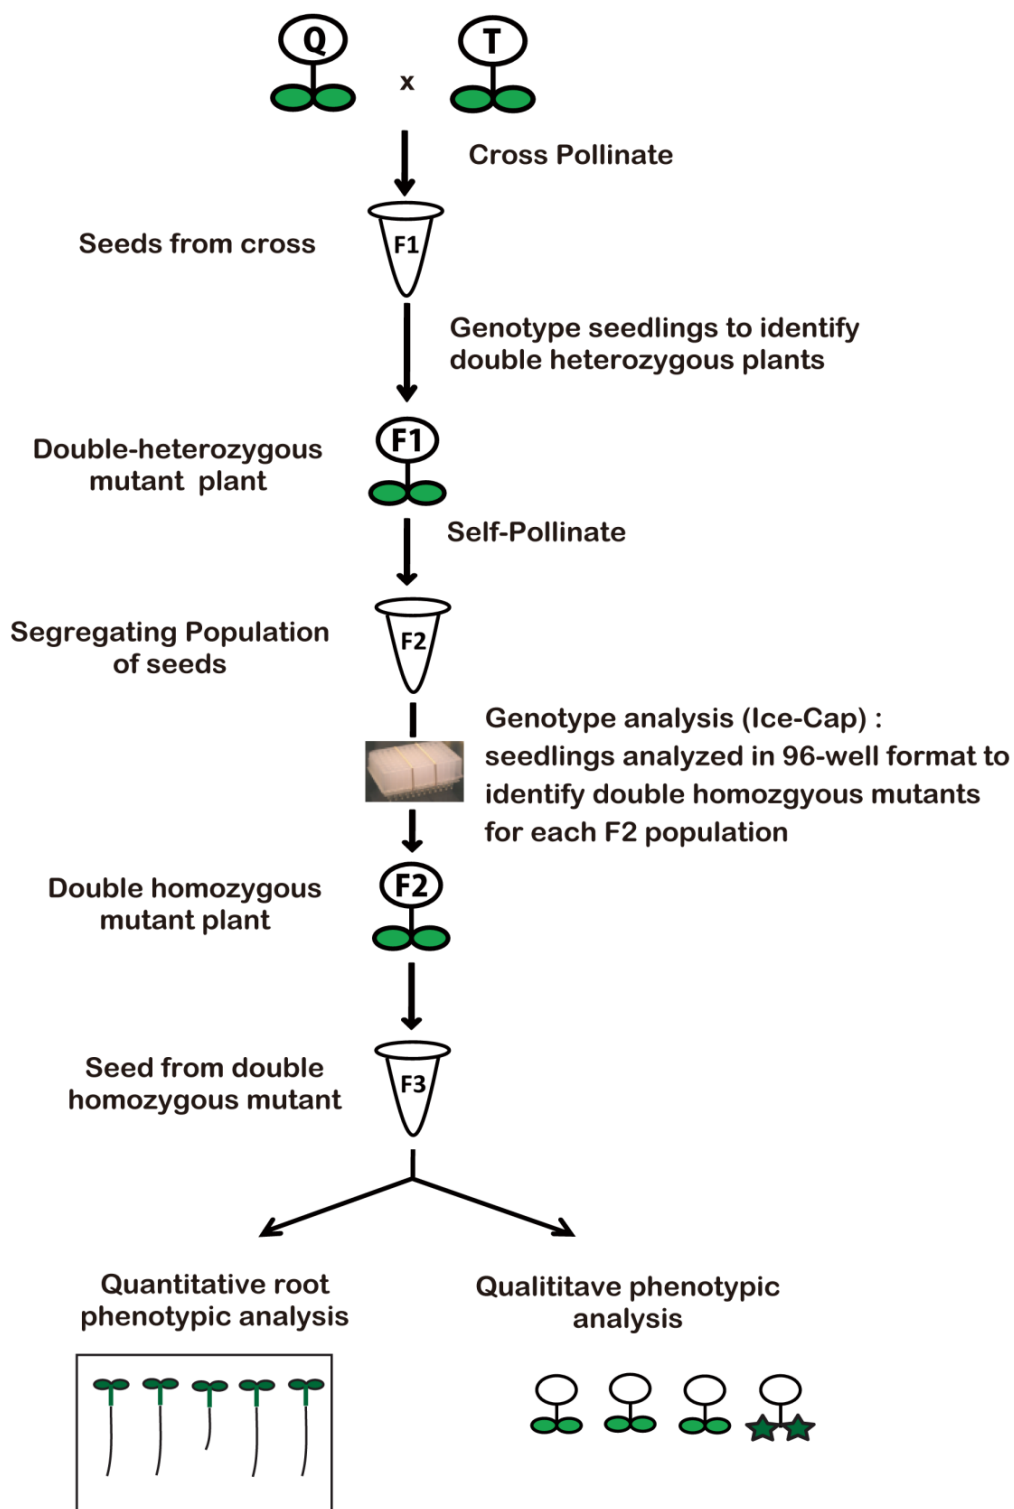 Q
T
x
Cross Pollinate
Seeds from cross
F1
Genotype seedlings to identify
double heterozygous plants
Double-heterozygous
mutant plant
F1
Self-Pollinate
Segregating Population
of seeds
F2
Genotype analysis (Ice-Cap) :
seedlings analyzed in 96-well format to
identify double homozgyous mutants
for each F2 population
Double homozygous
mutant plant
F2
Seed from double
homozygous mutant
F3
Quantitative root
phenotypic analysis
Qualititave phenotypic
analysis